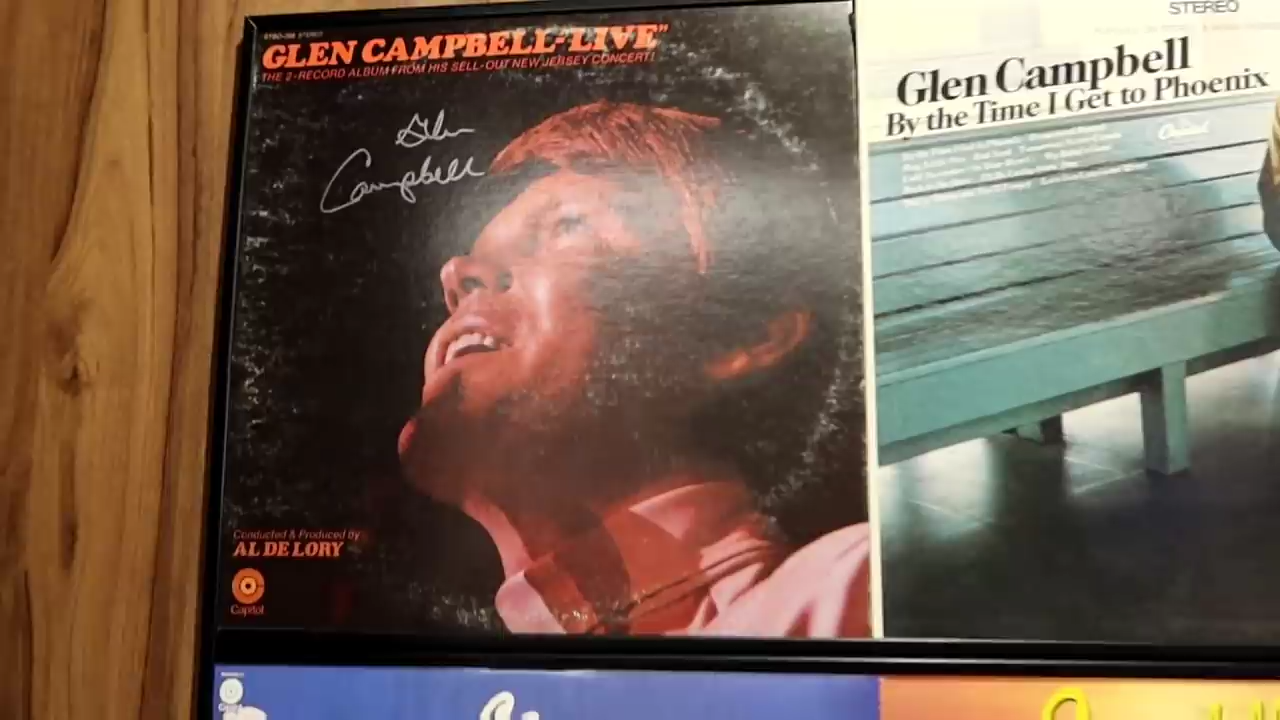 STEREO
GLEN CAMPBELL-"LIVE"
THE 2-RECORD ALBUM FROM HIS SELL-OUT NEW JERSEY CONCERT!
Glen
Campbell
Conducted & Produced by
AL DE LORY
Capitol
STEREO
Glen Campbell
By the Time I Get to Phoenix
Capitol